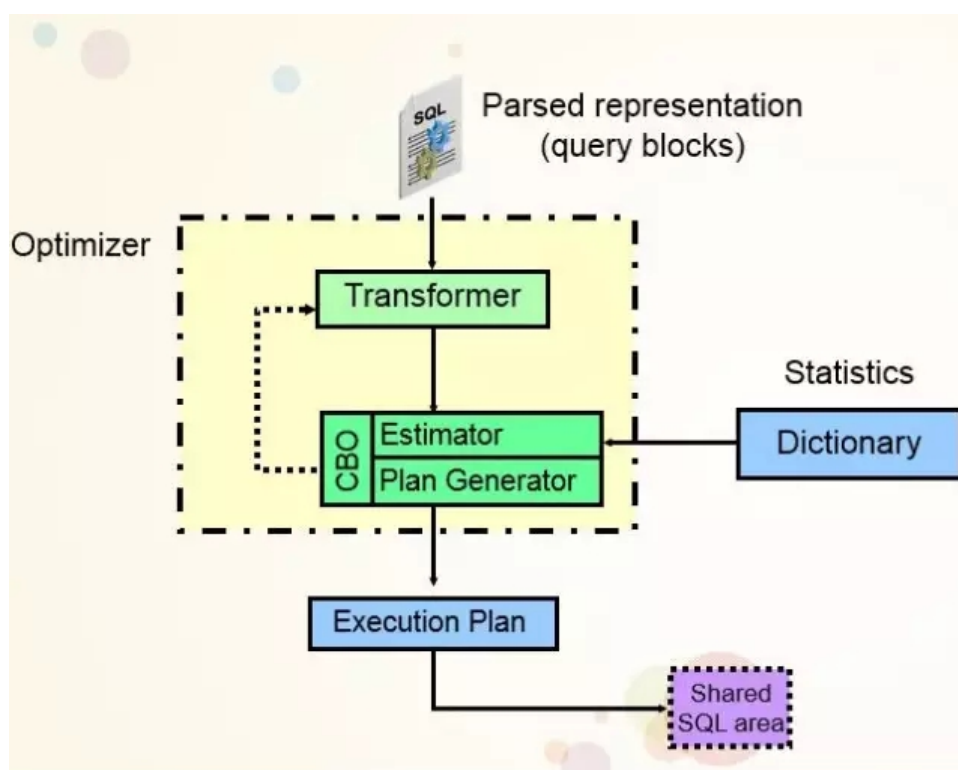 SQL
Parsed representation
(query blocks)
Optimizer
Transformer
Statistics
CBO
Estimator
Plan Generator
Dictionary
Execution Plan
Shared
SQL area